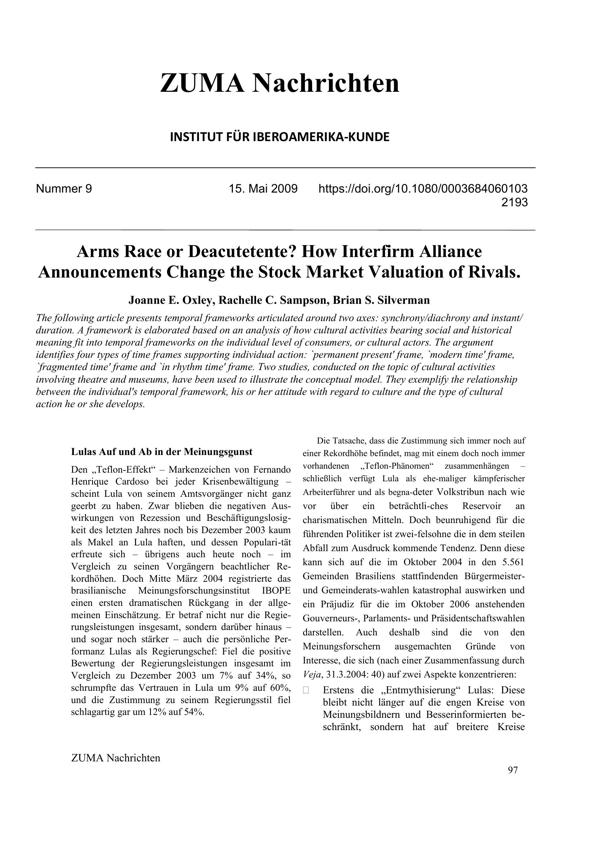 ZUMA Nachrichten
INSTITUT FÜR IBEROAMERIKA-KUNDE
Nummer 9
15. Mai 2009
https://doi.org/10.1080/0003684060103
2193
Arms Race or Deacutetente? How Interfirm Alliance
Announcements Change the Stock Market Valuation of Rivals.
Joanne E. Oxley, Rachelle C. Sampson, Brian S. Silverman
The following article presents temporal frameworks articulated around two axes: synchrony/diachrony and instant/
duration. A framework is elaborated based on an analysis of how cultural activities bearing social and historical
meaning fit into temporal frameworks on the individual level of consumers, or cultural actors. The argument
identifies four types of time frames supporting individual action: `permanent present' frame, `modern time' frame,
`fragmented time' frame and `in rhythm time' frame. Two studies, conducted on the topic of cultural activities
involving theatre and museums, have been used to illustrate the conceptual model. They exemplify the relationship
between the individual's temporal framework, his or her attitude with regard to culture and the type of cultural
action he or she develops.
Lulas Auf und Ab in der Meinungsgunst
Den „Teflon-Effekt“ – Markenzeichen von Fernando
Henrique Cardoso bei jeder Krisenbewältigung –
scheint Lula von seinem Amtsvorgänger nicht ganz
geerbt zu haben. Zwar blieben die negativen Aus-
wirkungen von Rezession und Beschäftigungslosig-
keit des letzten Jahres noch bis Dezember 2003 kaum
als Makel an Lula haften, und dessen Populari-tät
erfreute sich – übrigens auch heute noch – im
Vergleich zu seinen Vorgängern beachtlicher Re-
kordhöhen. Doch Mitte März 2004 registrierte das
brasilianische Meinungsforschungsinstitut IBOPE
einen ersten dramatischen Rückgang in der allge-
meinen Einschätzung. Er betraf nicht nur die Regie-
rungsleistungen insgesamt, sondern darüber hinaus –
und sogar noch stärker – auch die persönliche Per-
formanz Lulas als Regierungschef: Fiel die positive
Bewertung der Regierungsleistungen insgesamt im
Vergleich zu Dezember 2003 um 7% auf 34%, so
schrumpfte das Vertrauen in Lula um 9% auf 60%,
und die Zustimmung zu seinem Regierungsstil fiel
schlagartig gar um 12% auf 54%.
Die Tatsache, dass die Zustimmung sich immer noch auf
einer Rekordhöhe befindet, mag mit einem doch noch immer
vorhandenen „Teflon-Phänomen“ zusammenhängen –
schließlich verfügt Lula als ehe-maliger kämpferischer
Arbeiterführer und als begna-deter Volkstribun nach wie
vor über ein beträchtli-ches Reservoir an
charismatischen Mitteln. Doch beunruhigend für die
führenden Politiker ist zwei-felsohne die in dem steilen
Abfall zum Ausdruck kommende Tendenz. Denn diese
kann sich auf die im Oktober 2004 in den 5.561
Gemeinden Brasiliens stattfindenden Bürgermeister-
und Gemeinderats-wahlen katastrophal auswirken und
ein Präjudiz für die im Oktober 2006 anstehenden
Gouverneurs-, Parlaments- und Präsidentschaftswahlen
darstellen. Auch deshalb sind die von den
Meinungsforschern ausgemachten Gründe von
Interesse, die sich (nach einer Zusammenfassung durch
Veja, 31.3.2004: 40) auf zwei Aspekte konzentrieren:
Erstens die „Entmythisierung“ Lulas: Diese
bleibt nicht länger auf die engen Kreise von
Meinungsbildnern und Besserinformierten be-
schränkt, sondern hat auf breitere Kreise
ZUMA Nachrichten
97